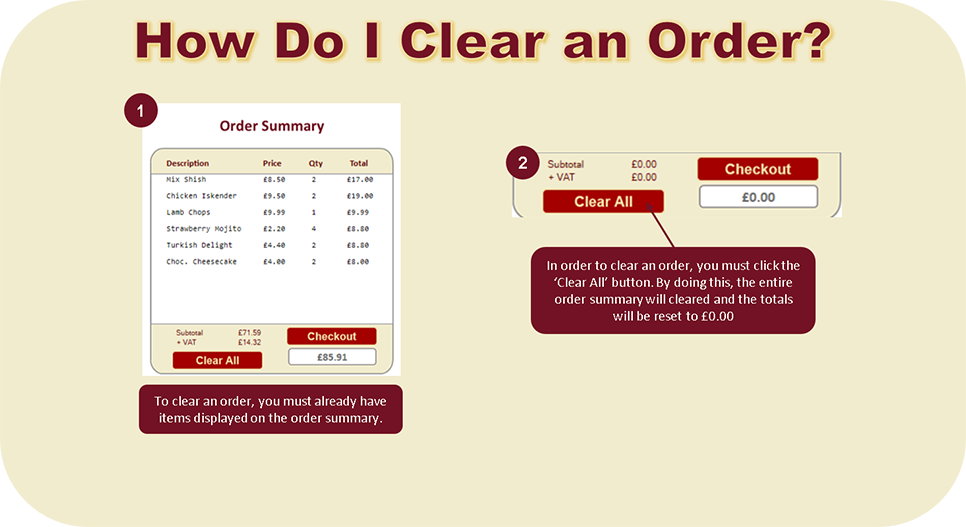 How Do I Clear an Order?
1
Order Summary
Description Price Qty Total
Mix Shish £8.50 2 £17.00
Chicken Iskender £9.50 2 £19.00
Lamb Chops £9.99 1 £9.99
Strawberry Mojito £2.20 4 £8.80
Turkish Delight £4.40 2 £8.80
Choc. Cheesecake £4.00 2 £8.00
Subtotal £71.59
+ VAT £14.32
Checkout
Clear All
£85.91
To clear an order, you must already have
items displayed on the order summary.
2
Subtotal £0.00
+ VAT £0.00
Checkout
Clear All
£0.00
In order to clear an order, you must click the
‘Clear All’ button. By doing this, the entire
order summary will cleared and the totals
will be reset to £0.00